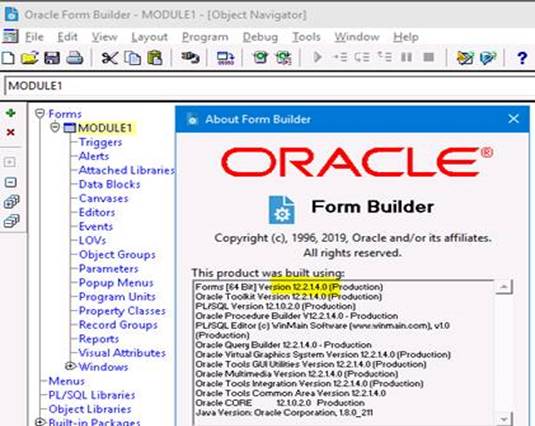 Oracle Form Builder - MODULE1 - [Object Navigator]
File Edit View Layout Program Debug Tools Window Help
MODULE1
Forms
MODULE1
Triggers
Alerts
Attached Libraries
Data Blocks
Canvases
Editors
Events
LOVs
Object Groups
Parameters
Popup Menus
Program Units
Property Classes
Record Groups
Reports
Visual Attributes
Windows
Menus
PL/SQL Libraries
Object Libraries
Built-in Packages
About Form Builder
ORACLE®
Form Builder
Copyright (c), 1996, 2019, Oracle and/or its affiliates.
All rights reserved.
This product was built using:
Forms [64 Bit] Version 12.2.1.4.0 (Production)
Oracle Toolkit Version 12.2.1.4.0 (Production)
PL/SQL Version 12.1.0.2.0 (Production)
Oracle Procedure Builder V12.2.1.4.0 - Production
PL/SQL Editor (c) WinMain Software (www.winmain.com), v1.0
(Production)
Oracle Query Builder 12.2.1.4.0 - Production
Oracle Virtual Graphics System Version 12.2.1.4.0 (Production)
Oracle Tools GUI Utilities Version 12.2.1.4.0 (Production)
Oracle Multimedia Version 12.2.1.4.0 (Production)
Oracle Tools Integration Version 12.2.1.4.0 (Production)
Oracle Tools Common Area Version 12.2.1.4.0
Oracle CORE 12.1.0.2.0 Production
Java Version: Oracle Corporation, 1.8.0_211